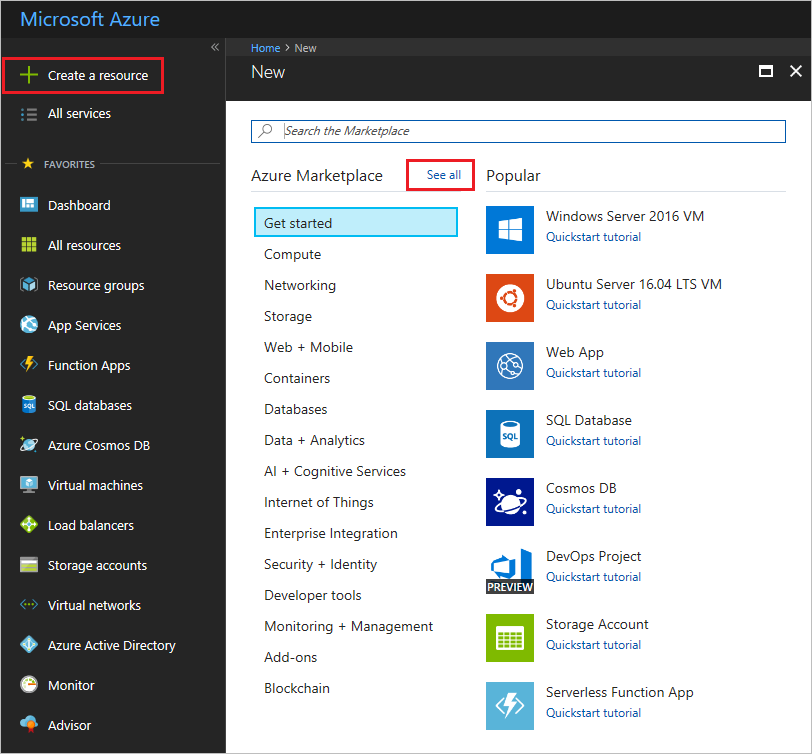 Microsoft Azure
Create a resource
All services
FAVORITES
Dashboard
All resources
Resource groups
App Services
Function Apps
SQL databases
Azure Cosmos DB
Virtual machines
Load balancers
Storage accounts
Virtual networks
Azure Active Directory
Monitor
Advisor
Home > New
New
Search the Marketplace
Azure Marketplace
See all
Get started
Compute
Networking
Storage
Web + Mobile
Containers
Databases
Data + Analytics
AI + Cognitive Services
Internet of Things
Enterprise Integration
Security + Identity
Developer tools
Monitoring + Management
Add-ons
Blockchain
Popular
Windows Server 2016 VM
Quickstart tutorial
Ubuntu Server 16.04 LTS VM
Quickstart tutorial
Web App
Quickstart tutorial
SQL
SQL Database
Quickstart tutorial
Cosmos DB
Quickstart tutorial
PREVIEW
DevOps Project
Quickstart tutorial
Storage Account
Quickstart tutorial
Serverless Function App
Quickstart tutorial